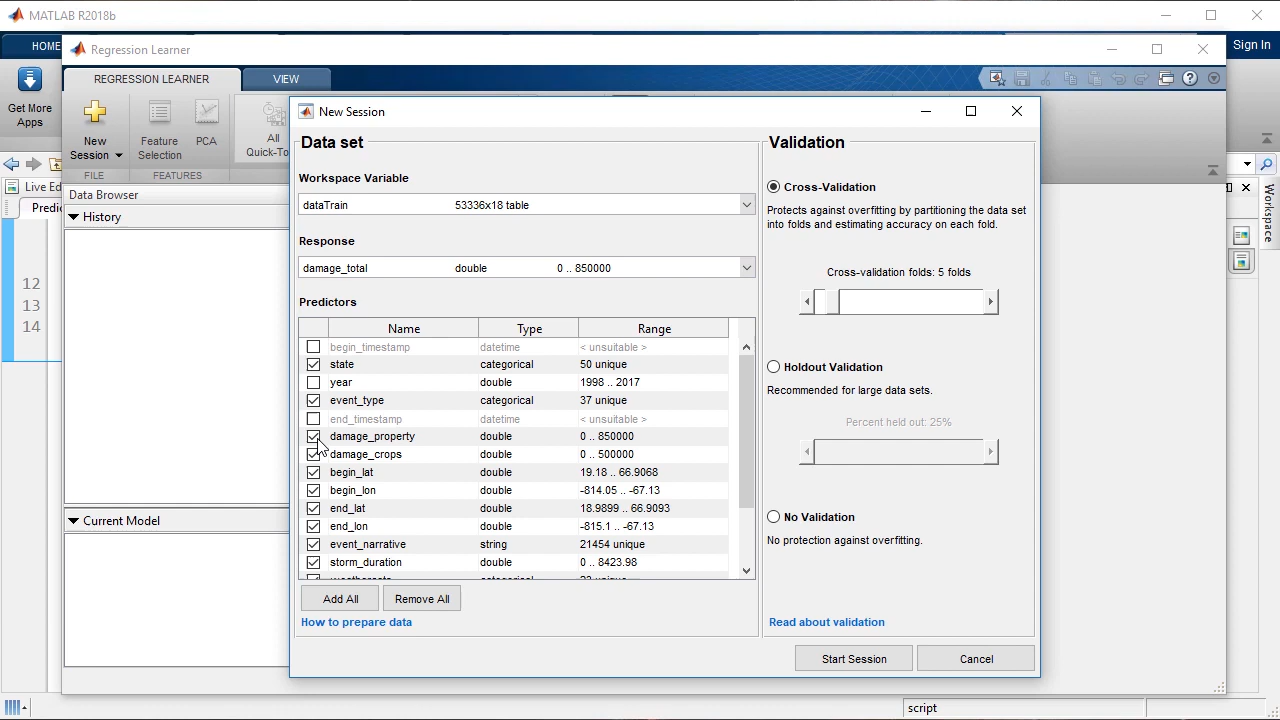 MATLAB R2018b
HOME
Regression Learner
Sign In
REGRESSION LEARNER
VIEW
Get More
Apps
New
Session
Feature
Selection
PCA
All
Quick-To
FILE
FEATURES
Live Ed
Predic
12
13
14
Data Browser
History
Current Model
New Session
Data set
Workspace Variable
dataTrain 53336x18 table
Response
damage_total double 0 .. 850000
Predictors
Name Type Range
begin_timestamp datetime < unsuitable >
state categorical 50 unique
year double 1998 .. 2017
event_type categorical 37 unique
end_timestamp datetime < unsuitable >
damage_property double 0 .. 850000
damage_crops double 0 .. 500000
begin_lat double 19.18 .. 66.9068
begin_lon double -814.05 .. -67.13
end_lat double 18.9899 .. 66.9093
end_lon double -815.1 .. -67.13
event_narrative string 21454 unique
storm_duration double 0 .. 8423.98
Add All
Remove All
How to prepare data
Validation
Cross-Validation
Protects against overfitting by partitioning the data set
into folds and estimating accuracy on each fold.
Cross-validation folds: 5 folds
Holdout Validation
Recommended for large data sets.
Percent held out: 25%
No Validation
No protection against overfitting.
Read about validation
Start Session
Cancel
Workspace
script